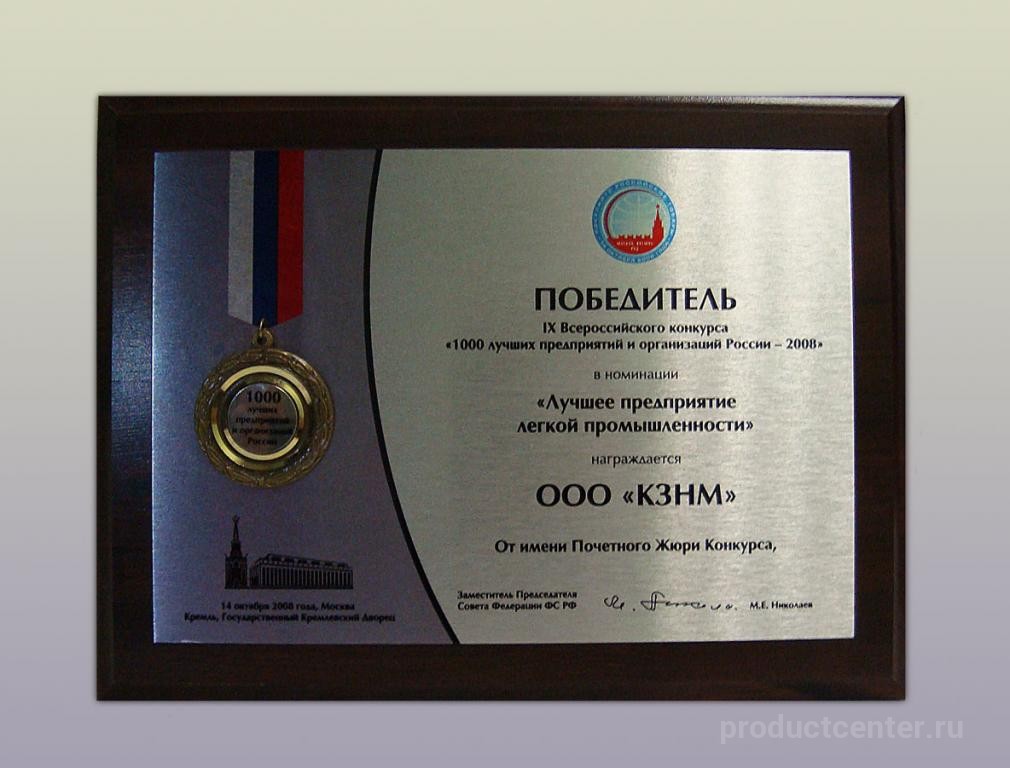 ПОБЕДИТЕЛЬ
IX Всероссийского конкурса
«1000 лучших предприятий и организаций России – 2008»
в номинации
«Лучшее предприятие
легкой промышленности»
награждается
ООО «КЗНМ»
От имени Почетного Жюри Конкурса,
Заместитель Председателя
Совета Федерации ФС РФ
М.Е. Николаев
1000
лучших
предприятий
и организаций
России
14 октября 2008 года, Москва
Кремль, Государственный Кремлевский Дворец
productcenter.ru